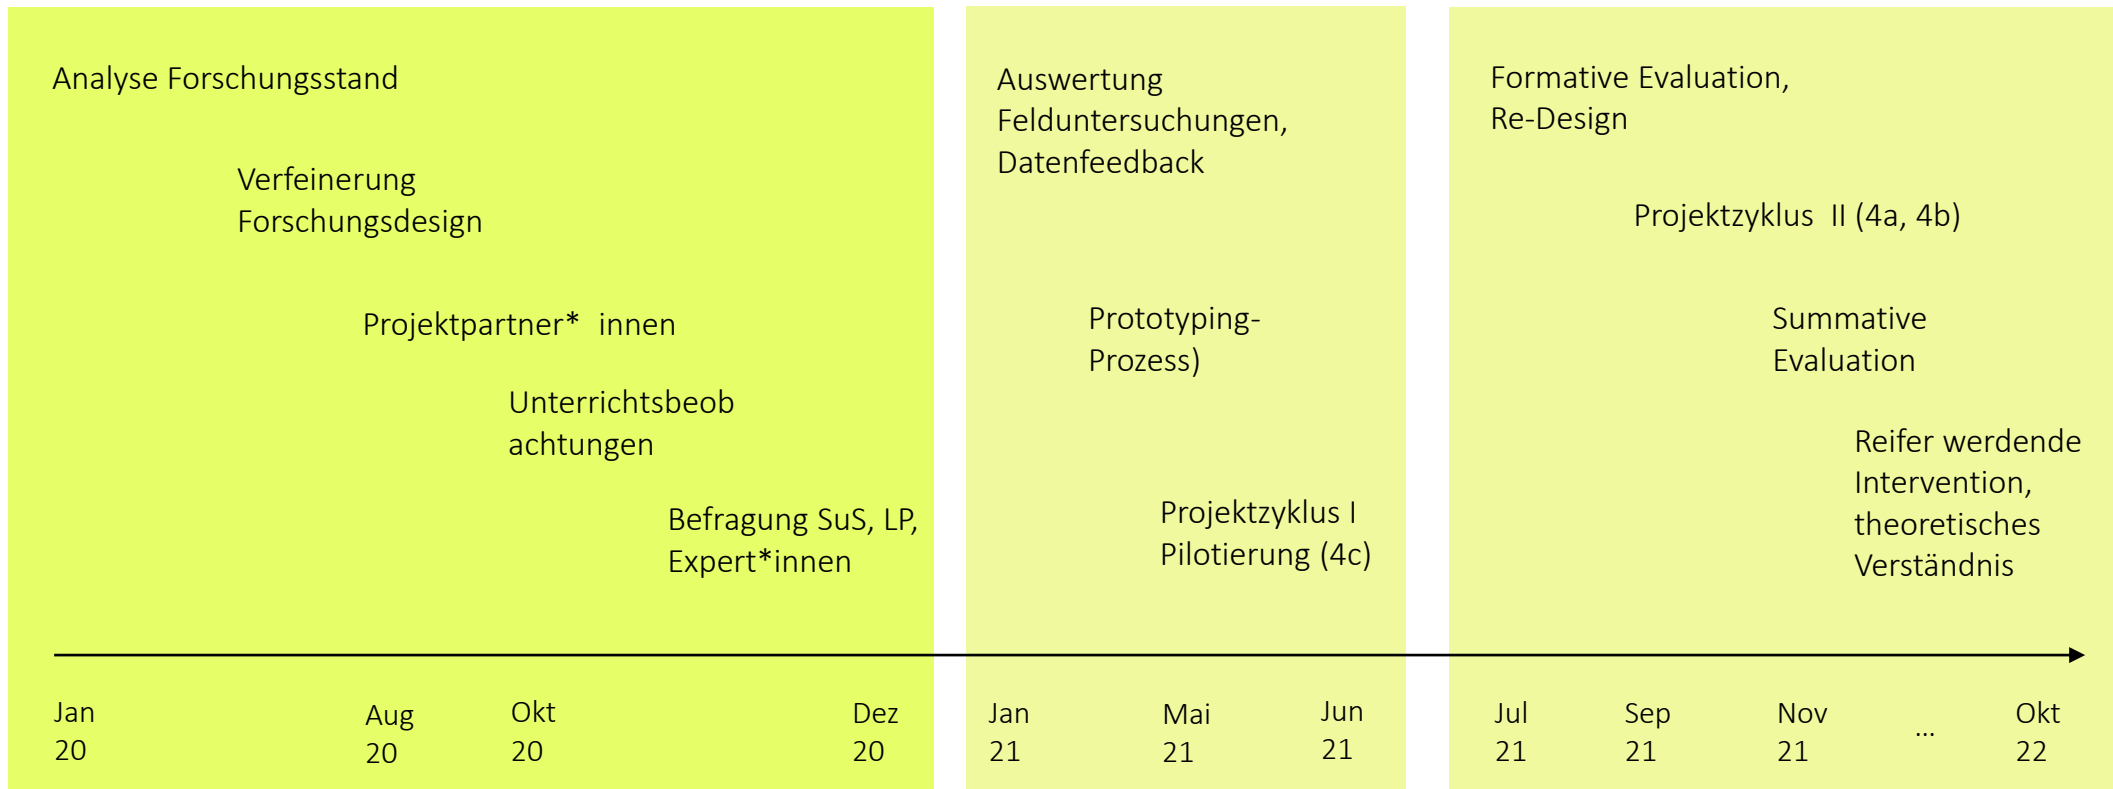 Analyse Forschungsstand
Verfeinerung
Forschungsdesign
Projektpartner* innen
Unterrichtsbeob
achtungen
Befragung SuS, LP,
Expert*innen
Auswertung
Felduntersuchungen,
Datenfeedback
Prototyping-
Prozess)
Projektzyklus I
Pilotierung (4c)
Formative Evaluation,
Re-Design
Projektzyklus II (4a, 4b)
Summative
Evaluation
Reifer werdende
Intervention,
theoretisches
Verständnis
Jan
20
Aug
20
Okt
20
Dez
20
Jan
21
Mai
21
Jun
21
Jul
21
Sep
21
Nov
21
...
Okt
22